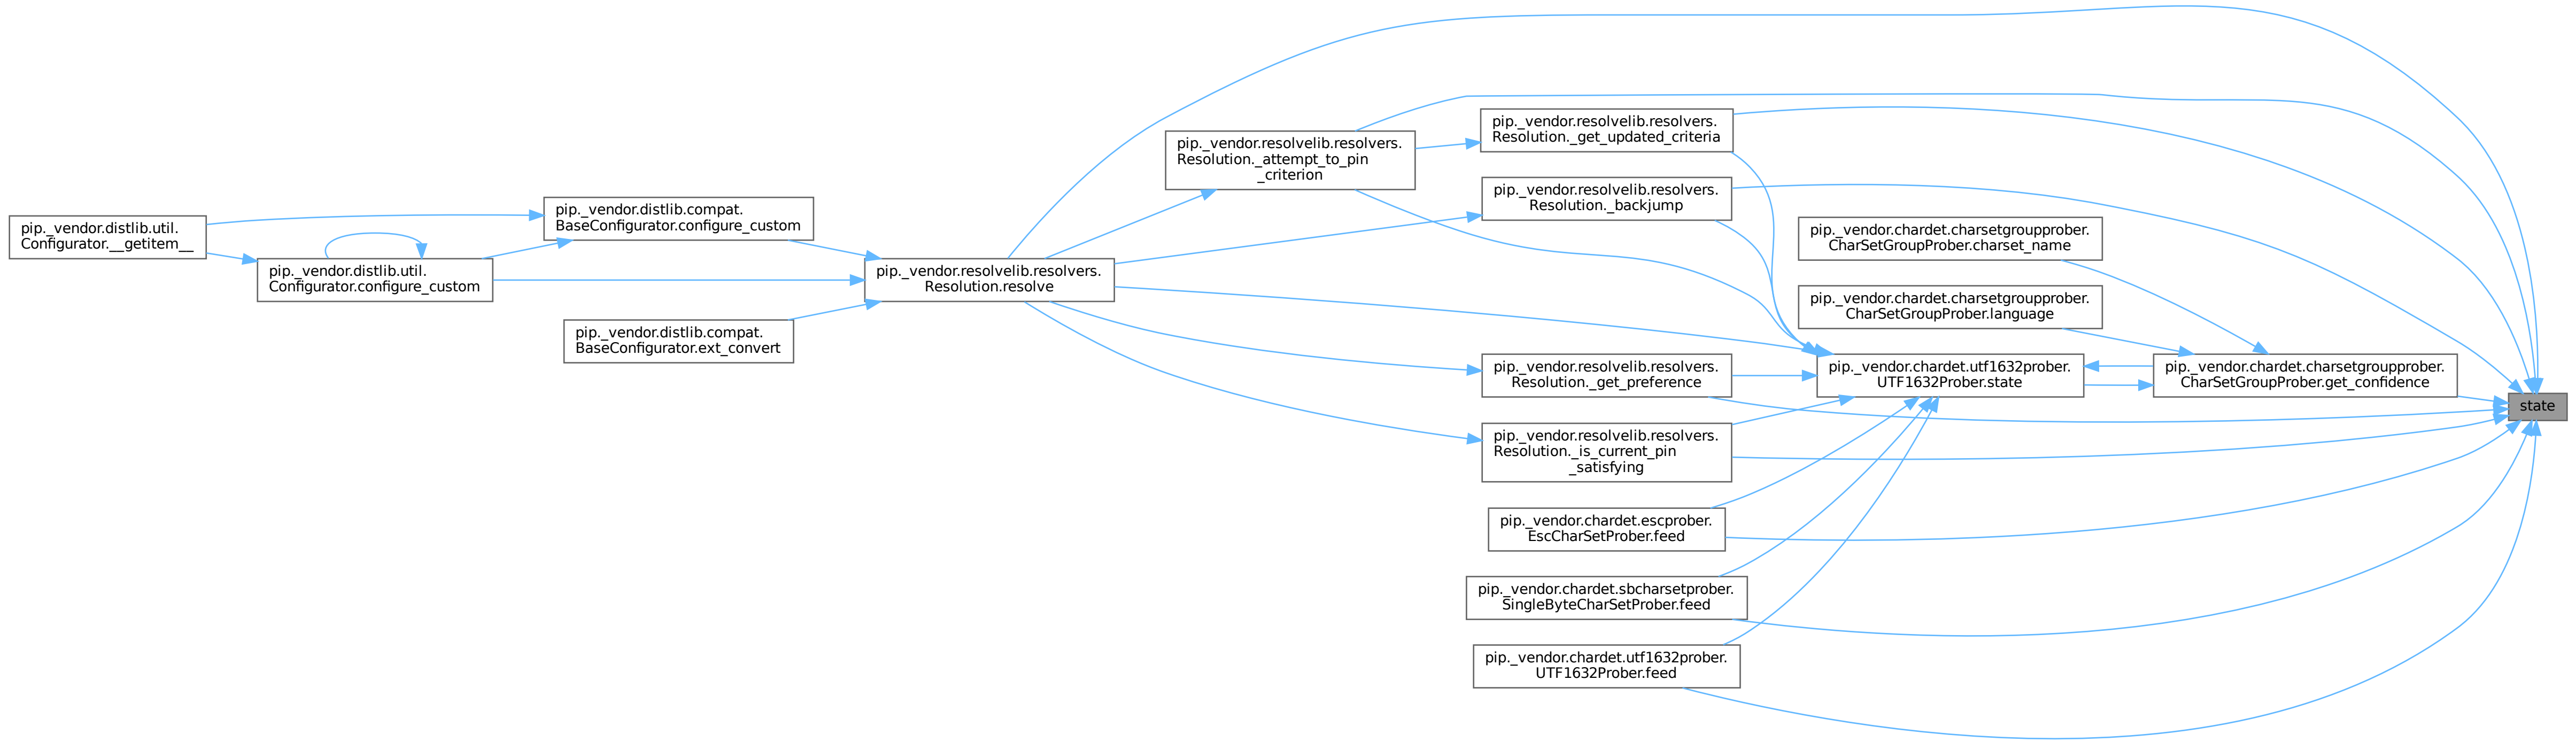 pip._vendor.distlib.util.
Configurator.__getitem__
pip._vendor.distlib.util.
Configurator.configure_custom
pip._vendor.distlib.compat.
BaseConfigurator.configure_custom
pip._vendor.distlib.compat.
BaseConfigurator.ext_convert
pip._vendor.resolvelib.resolvers.
Resolution.resolve
pip._vendor.resolvelib.resolvers.
Resolution._attempt_to_pin
_criterion
pip._vendor.resolvelib.resolvers.
Resolution._get_updated_criteria
pip._vendor.resolvelib.resolvers.
Resolution._backjump
pip._vendor.resolvelib.resolvers.
Resolution._get_preference
pip._vendor.resolvelib.resolvers.
Resolution._is_current_pin
_satisfying
pip._vendor.chardet.escprober.
EscCharSetProber.feed
pip._vendor.chardet.sbcharsetprober.
SingleByteCharSetProber.feed
pip._vendor.chardet.utf1632prober.
UTF1632Prober.feed
pip._vendor.chardet.charsetgroupprober.
CharSetGroupProber.charset_name
pip._vendor.chardet.charsetgroupprober.
CharSetGroupProber.language
pip._vendor.chardet.utf1632prober.
UTF1632Prober.state
pip._vendor.chardet.charsetgroupprober.
CharSetGroupProber.get_confidence
state